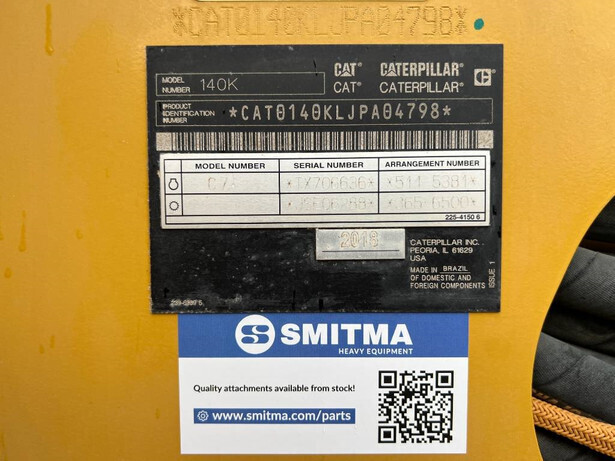 *CAT0140KLJPA04798*
MODEL NUMBER 140K
CAT CATERPILLAR C
CAT® CATERPILLAR®
PRODUCT IDENTIFICATION NUMBER *CAT0140KLJPA04798*
MODEL NUMBER SERIAL NUMBER ARRANGEMENT NUMBER
225-4150 6
2018
CATERPILLAR INC.
PEORIA, IL 61629
USA
MADE IN BRAZIL
OF DOMESTIC AND
FOREIGN COMPONENTS
ISSUE 1
S SMITMA
HEAVY EQUIPMENT
Quality attachments available from stock!
www.smitma.com/parts